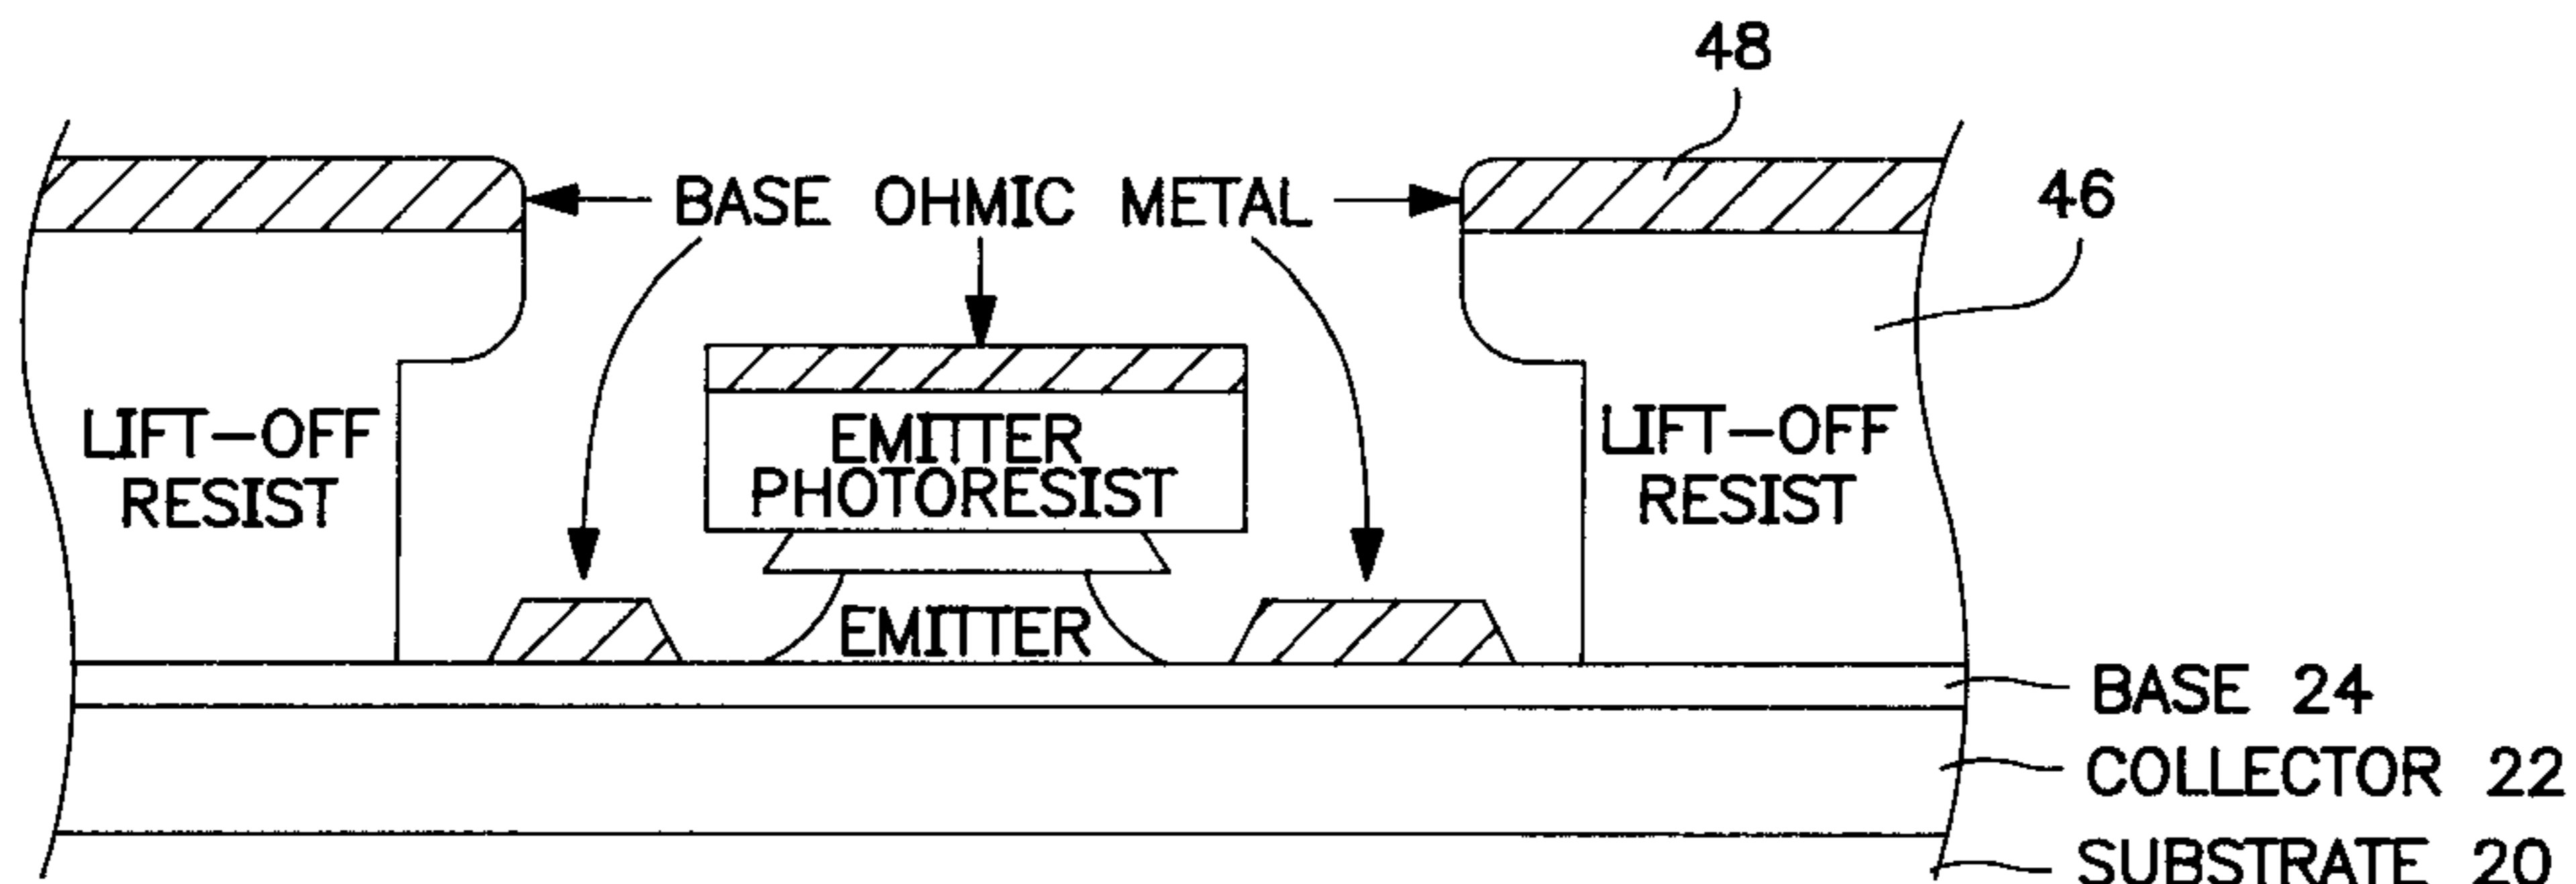 48
46
BASE OHMIC METAL
EMITTER
PHOTORESIST
LIFT-OFF
RESIST
LIFT-OFF
RESIST
EMITTER
BASE 24
COLLECTOR 22
SUBSTRATE 20